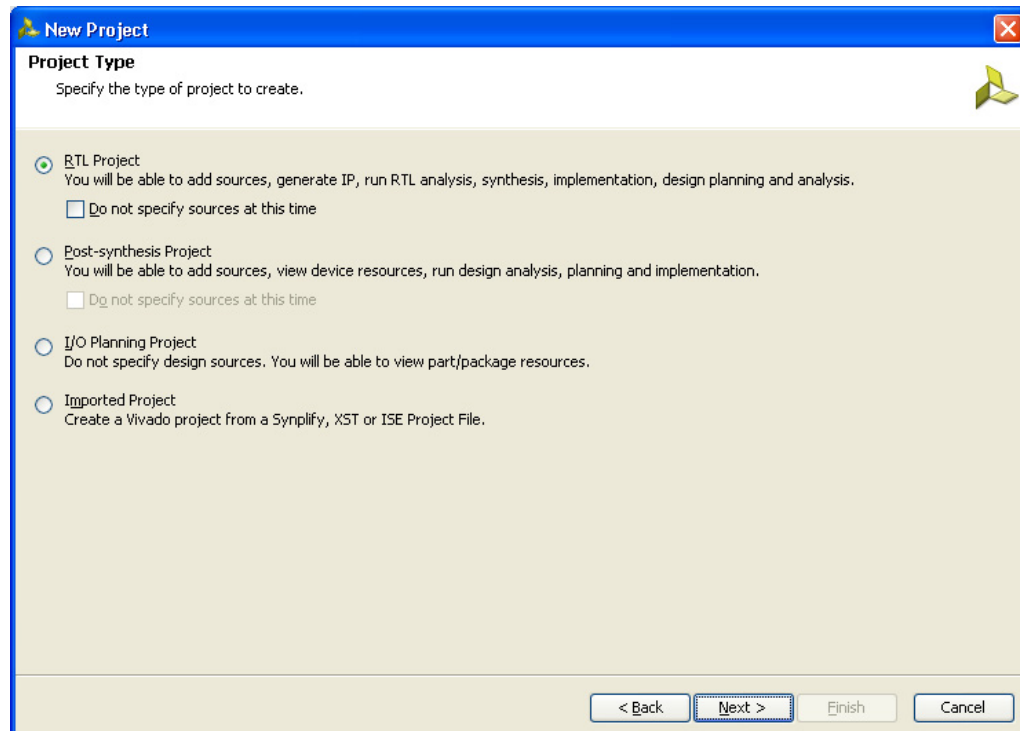 New Project
Project Type
Specify the type of project to create.
RTL Project
You will be able to add sources, generate IP, run RTL analysis, synthesis, implementation, design planning and analysis.
Do not specify sources at this time
Post-synthesis Project
You will be able to add sources, view device resources, run design analysis, planning and implementation.
Do not specify sources at this time
I/O Planning Project
Do not specify design sources. You will be able to view part/package resources.
Imported Project
Create a Vivado project from a Synplify, XST or ISE Project File.
< Back Next > Finish Cancel